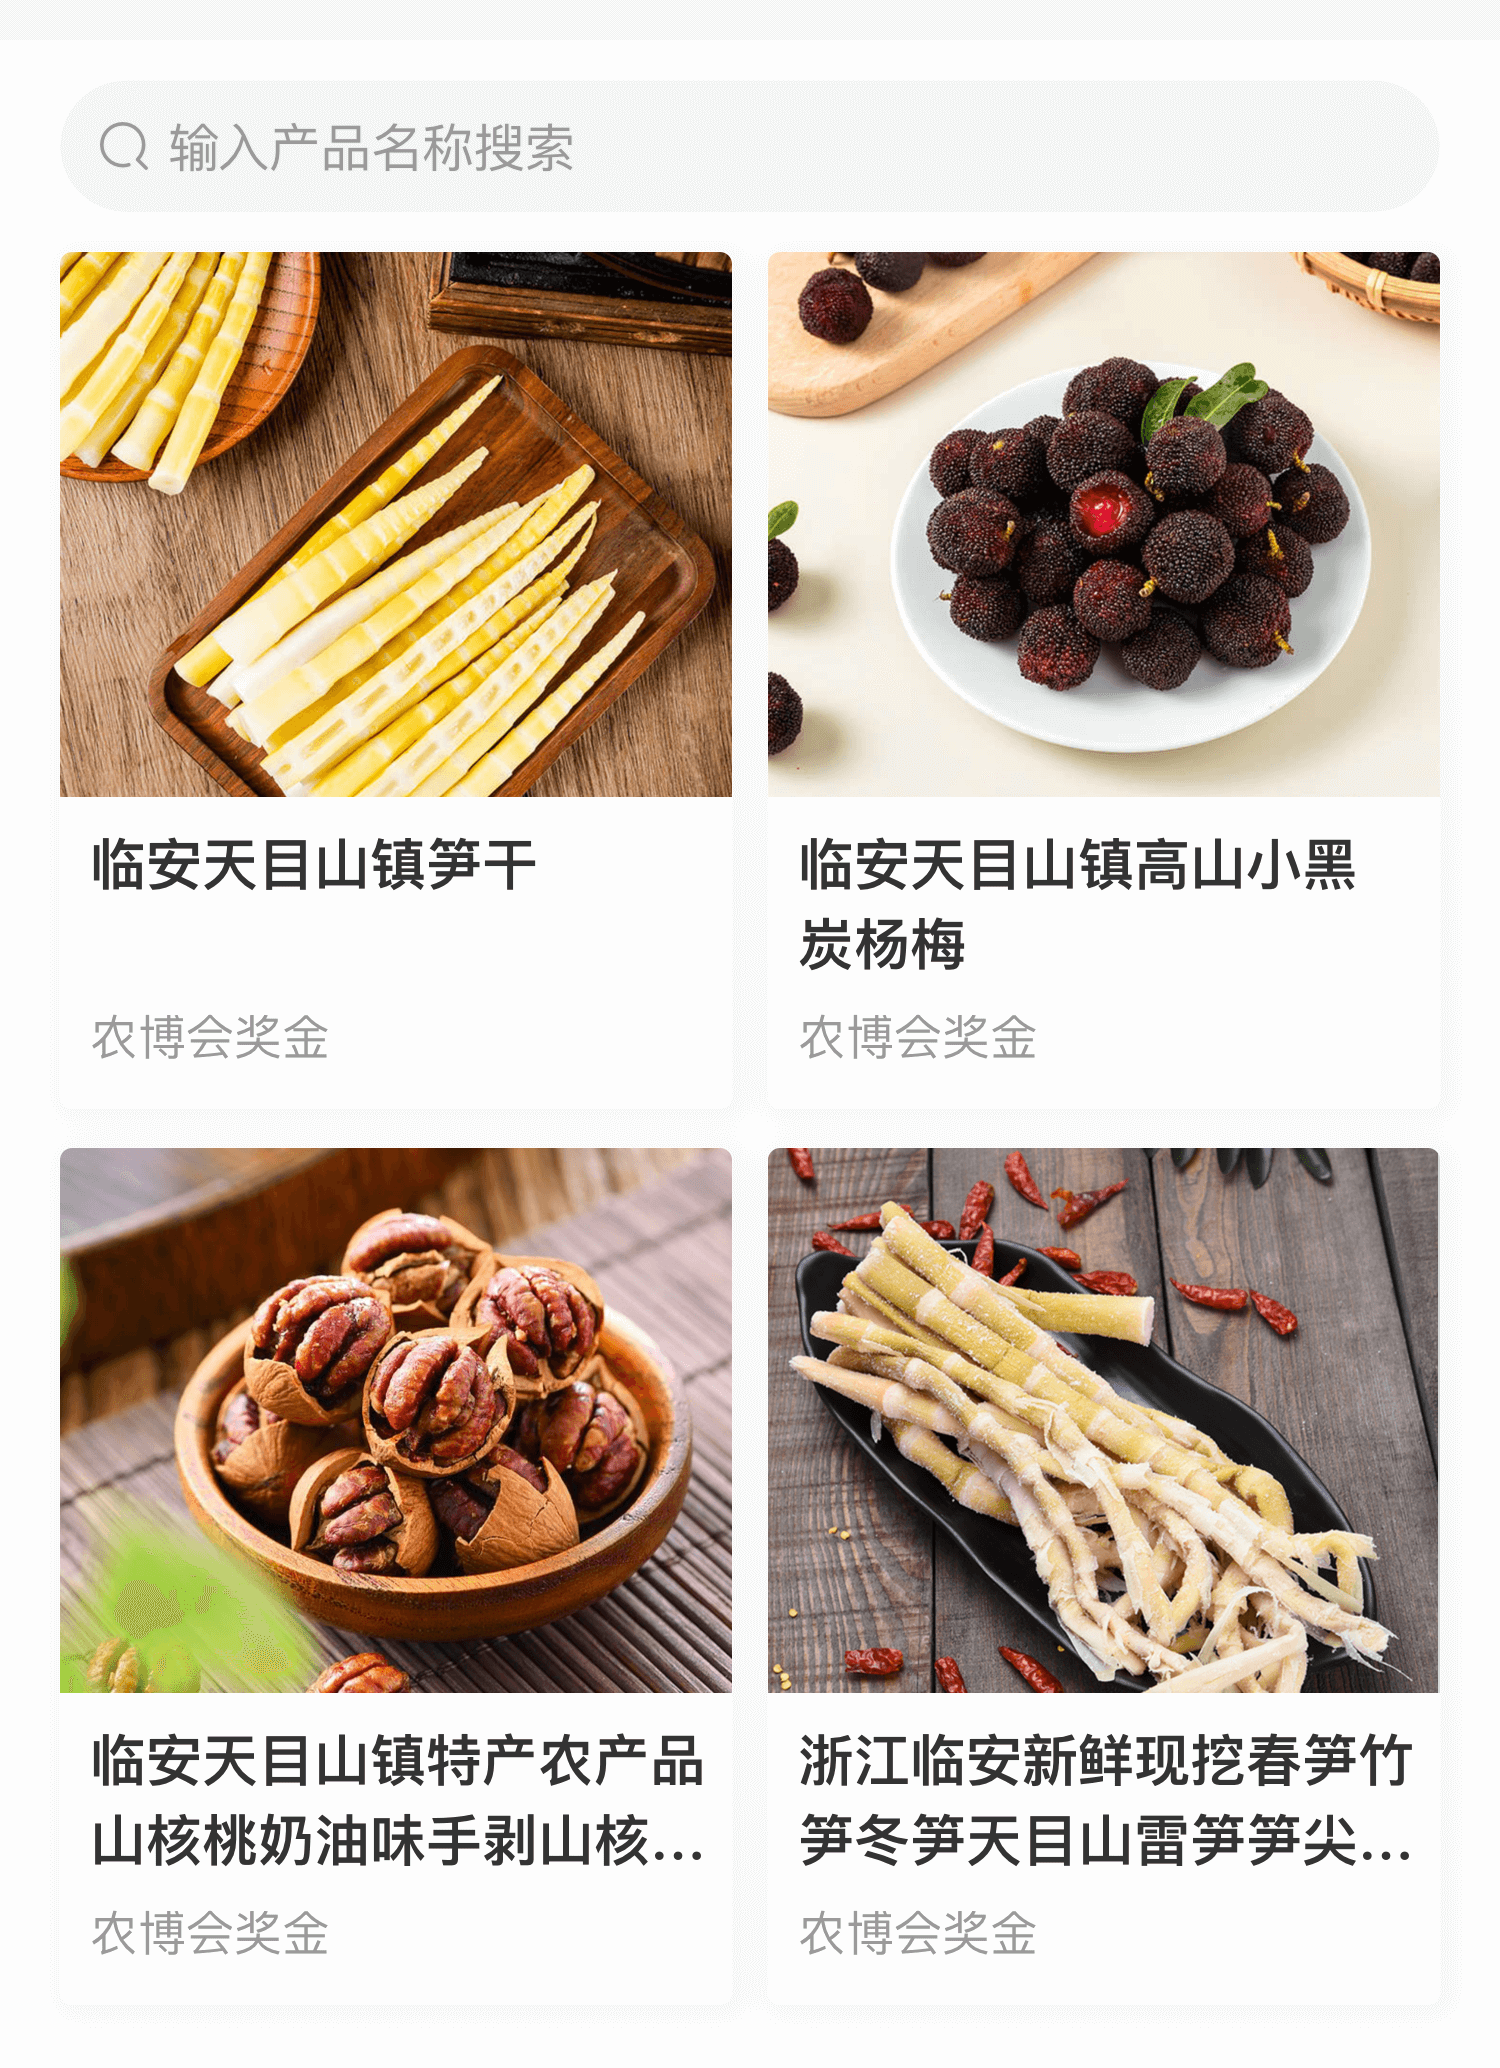 输入产品名称搜索
临安天目山镇笋干
农博会奖金
临安天目山镇高山小黑
炭杨梅
农博会奖金
临安天目山镇特产农产品
山核桃奶油味手剥山核...
农博会奖金
浙江临安新鲜现挖春笋竹
笋冬笋天目山雷笋笋尖...
农博会奖金